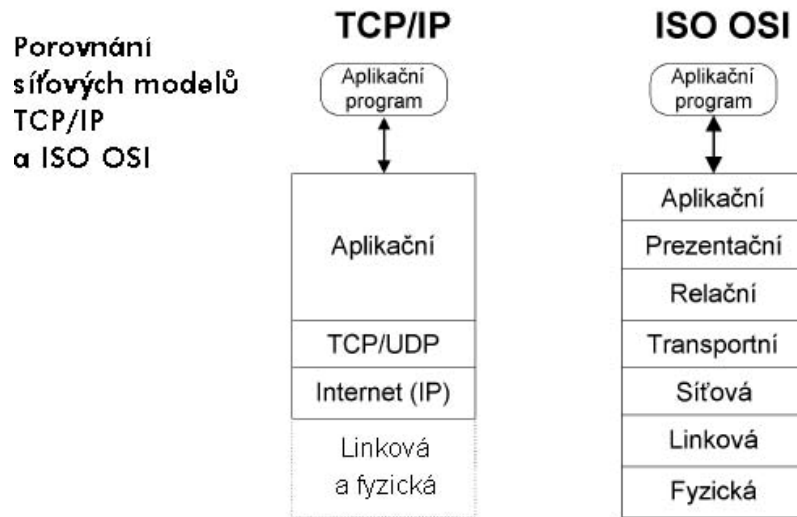 Porovnání
síťových modelů
TCP/IP
a ISO OSI
TCP/IP
Aplikační
program
Aplikační
TCP/UDP
Internet (IP)
Linková
a fyzická
ISO OSI
Aplikační
program
Aplikační
Prezentační
Relační
Transportní
Síťová
Linková
Fyzická